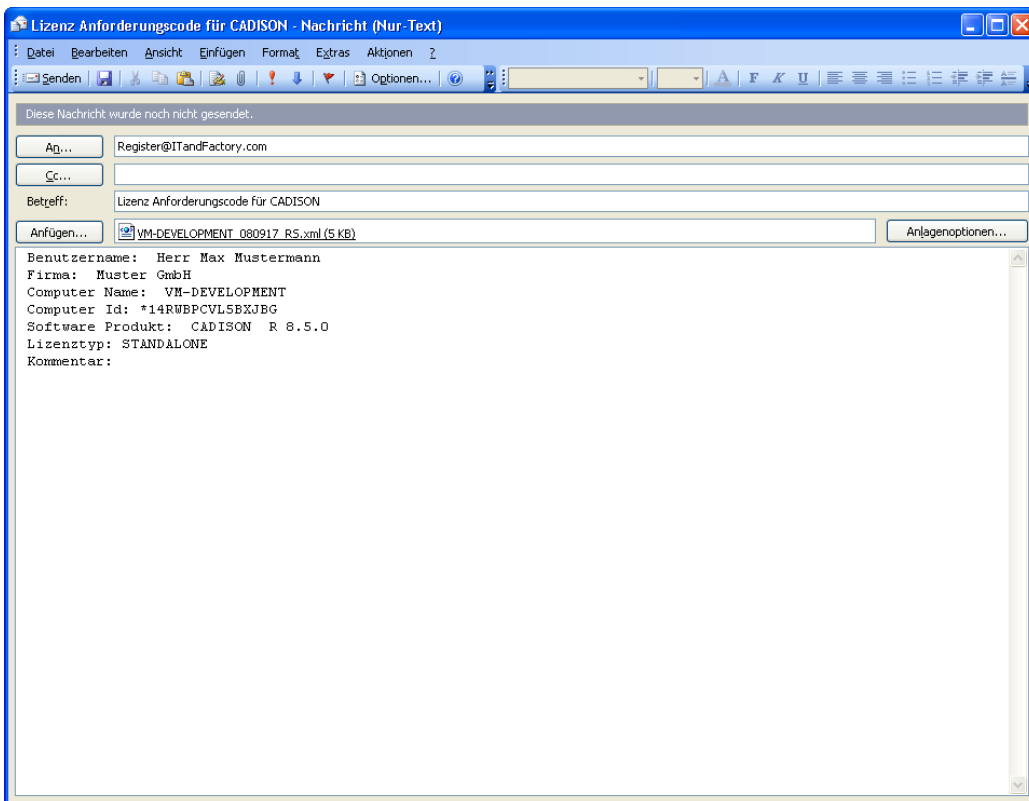 Lizenz Anforderungscode für CADISON - Nachricht (Nur-Text)
Datei Bearbeiten Ansicht Einfügen Format Extras Aktionen ?
Senden Optionen... A F K U
Diese Nachricht wurde noch nicht gesendet.
An... Register@ITandFactory.com
Cc...
Betreff: Lizenz Anforderungscode für CADISON
Anfügen... VM-DEVELOPMENT_080917_R5.xml (5 KB) Anlagenoptionen...
Benutzername: Herr Max Mustermann
Firma: Muster GmbH
Computer Name: VM-DEVELOPMENT
Computer Id: *14RWBPCVL5BXJBG
Software Produkt: CADISON R 8.5.0
Lizenztyp: STANDALONE
Kommentar: